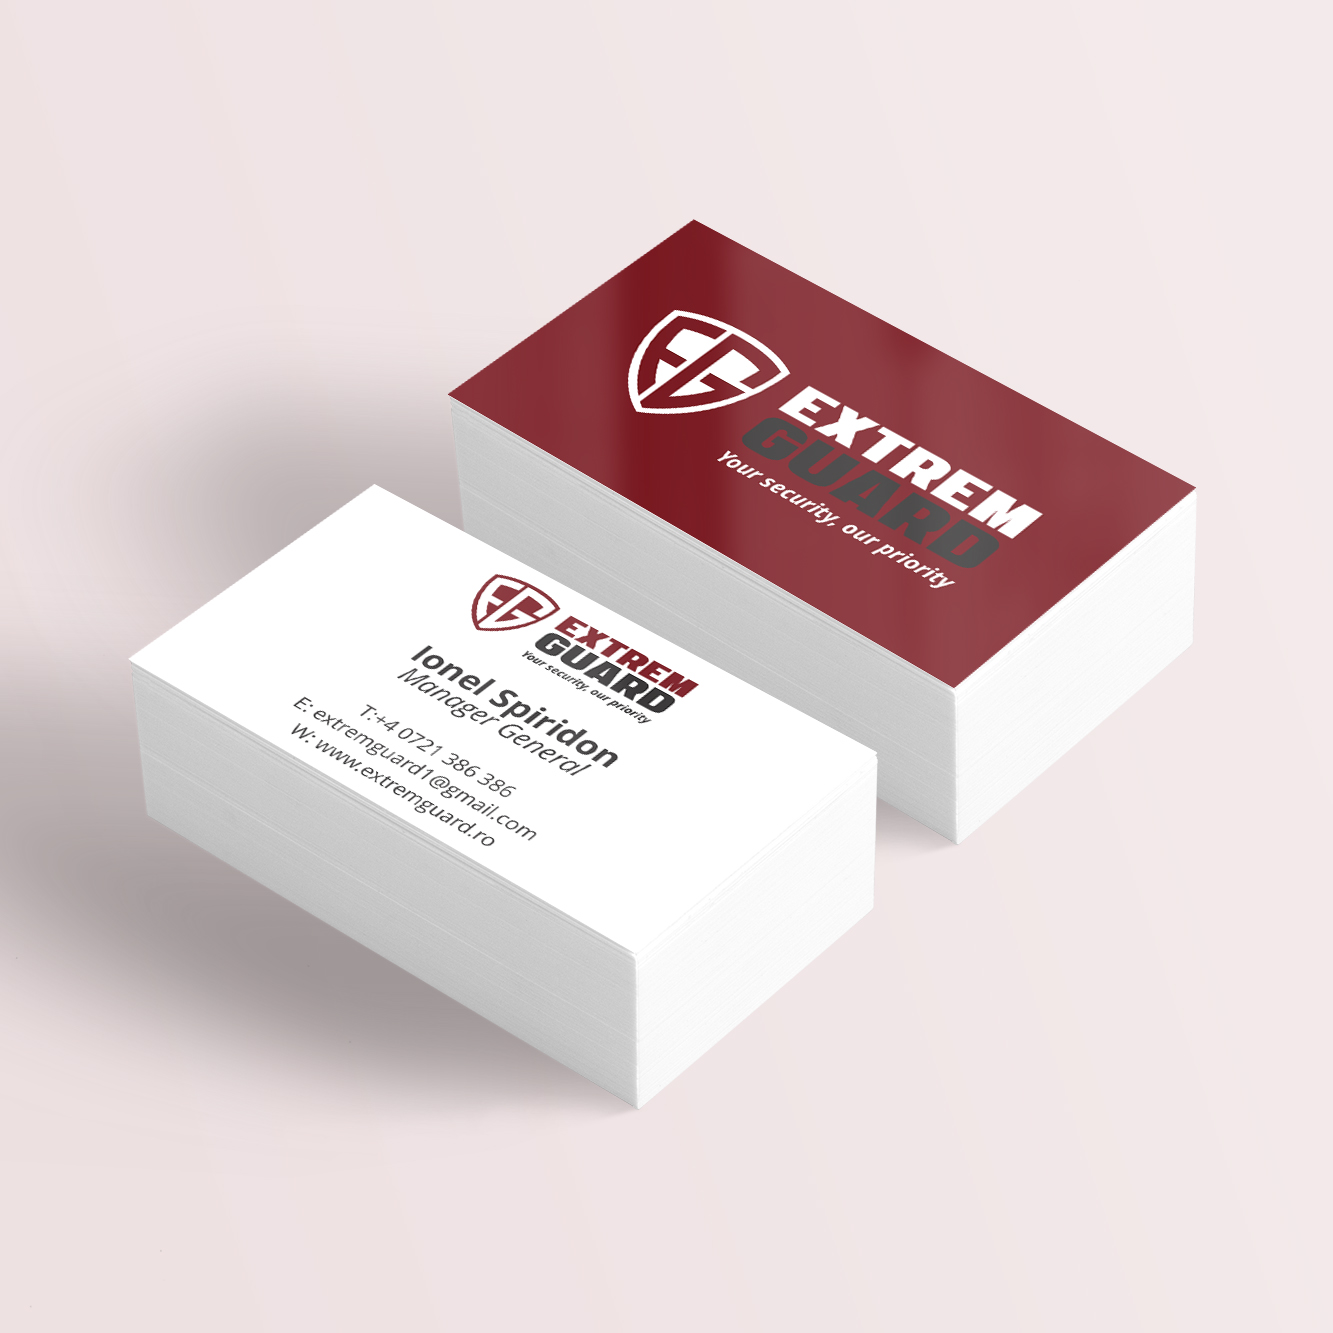 EXTREM
GUARD
Your security, our priority
EXTREM
GUARD
Your security, our priority
Ionel Spiridon
Manager General
T:+4 0721 386 386
E: extremguard1@gmail.com
W: www.extremguard.ro